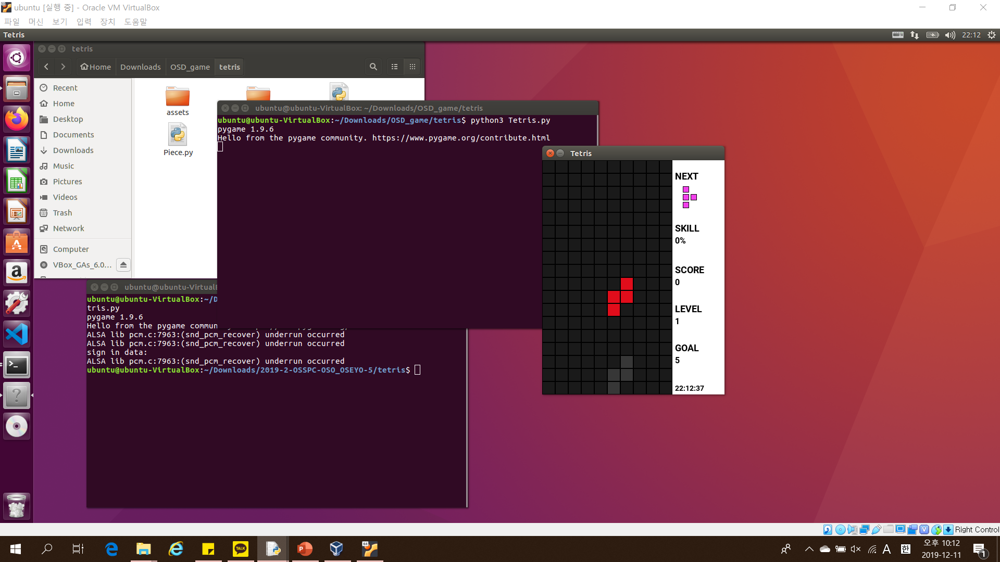 ubuntu [실행 중] - Oracle VM VirtualBox
파일 머신 보기 입력 장치 도움말
Tetris
22:12
tetris
Home Downloads OSD_game tetris
Recent
Home
Desktop
Documents
Downloads
Music
Pictures
Videos
Trash
Network
Computer
VBox_GAs_6.0...
assets
Piece.py
ubuntu@ubuntu-VirtualBox: ~/Downloads/OSD_game/tetris
ubuntu@ubuntu-VirtualBox:~/Downloads/OSD_game/tetris$ python3 Tetris.py
pygame 1.9.6
Hello from the pygame community. https://www.pygame.org/contribute.html
Tetris
NEXT
SKILL
0%
SCORE
0
LEVEL
1
GOAL
5
22:12:37
ubuntu@ubuntu-Virtual
ubuntu@ubuntu-VirtualBox:~/D
tris.py
pygame 1.9.6
Hello from the pygame commun
ALSA lib pcm.c:7963:(snd_pcm_recover) underrun occurred
ALSA lib pcm.c:7963:(snd_pcm_recover) underrun occurred
sign in data:
ALSA lib pcm.c:7963:(snd_pcm_recover) underrun occurred
ubuntu@ubuntu-VirtualBox:~/Downloads/2019-2-OSSPC-OSO_OSEYO-5/tetris$
Right Control
TALK
64
A 한
오후 10:12
2019-12-11
1